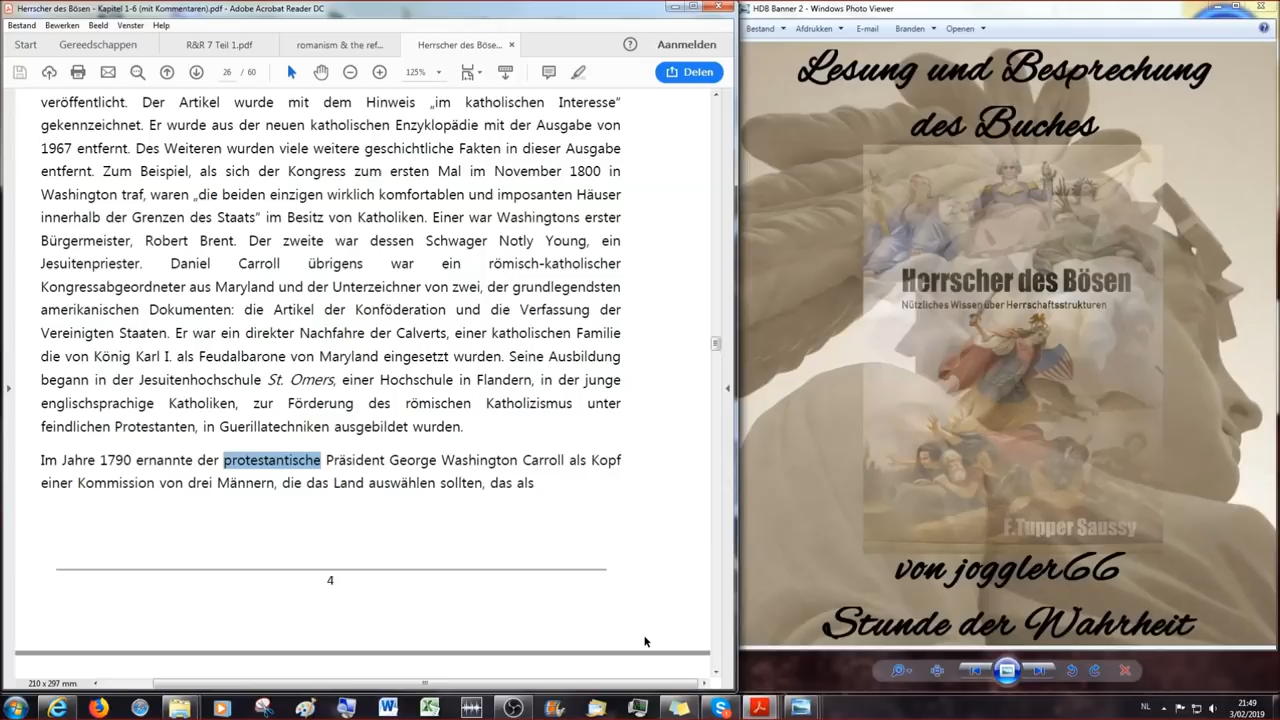 Herrscher des Bösen - Kapitel 1-6 (mit Kommentaren).pdf - Adobe Acrobat Reader DC
Bestand Bewerken Beeld Venster Help
Start Gereedschappen R&R 7 Teil 1.pdf romanism & the ref... Herrscher des Böse... × Aanmelden
26 / 60 125% Delen
veröffentlicht. Der Artikel wurde mit dem Hinweis „im katholischen Interesse“
gekennzeichnet. Er wurde aus der neuen katholischen Enzyklopädie mit der Ausgabe von
1967 entfernt. Des Weiteren wurden viele weitere geschichtliche Fakten in dieser Ausgabe
entfernt. Zum Beispiel, als sich der Kongress zum ersten Mal im November 1800 in
Washington traf, waren „die beiden einzigen wirklich komfortablen und imposanten Häuser
innerhalb der Grenzen des Staats“ im Besitz von Katholiken. Einer war Washingtons erster
Bürgermeister, Robert Brent. Der zweite war dessen Schwager Notly Young, ein
Jesuitenpriester. Daniel Carroll übrigens war ein römisch-katholischer
Kongressabgeordneter aus Maryland und der Unterzeichner von zwei, der grundlegendsten
amerikanischen Dokumenten: die Artikel der Konföderation und die Verfassung der
Vereinigten Staaten. Er war ein direkter Nachfahre der Calverts, einer katholischen Familie
die von König Karl I. als Feudalbarone von Maryland eingesetzt wurden. Seine Ausbildung
begann in der Jesuitenhochschule St. Omers, einer Hochschule in Flandern, in der junge
englischsprachige Katholiken, zur Förderung des römischen Katholizismus unter
feindlichen Protestanten, in Guerillatechniken ausgebildet wurden.
Im Jahre 1790 ernannte der protestantische Präsident George Washington Carroll als Kopf
einer Kommission von drei Männern, die das Land auswählen sollten, das als
4
210 x 297 mm
HDB Banner 2 - Windows Photo Viewer
Bestand Afdrukken E-mail Branden Openen
Lesung und Besprechung
des Buches
Herrscher des Bösen
Nützliches Wissen über Herrschaftsstrukturen
F.Tupper Saussy
von joggler66
Stunde der Wahrheit
NL 21:49
3/02/2019